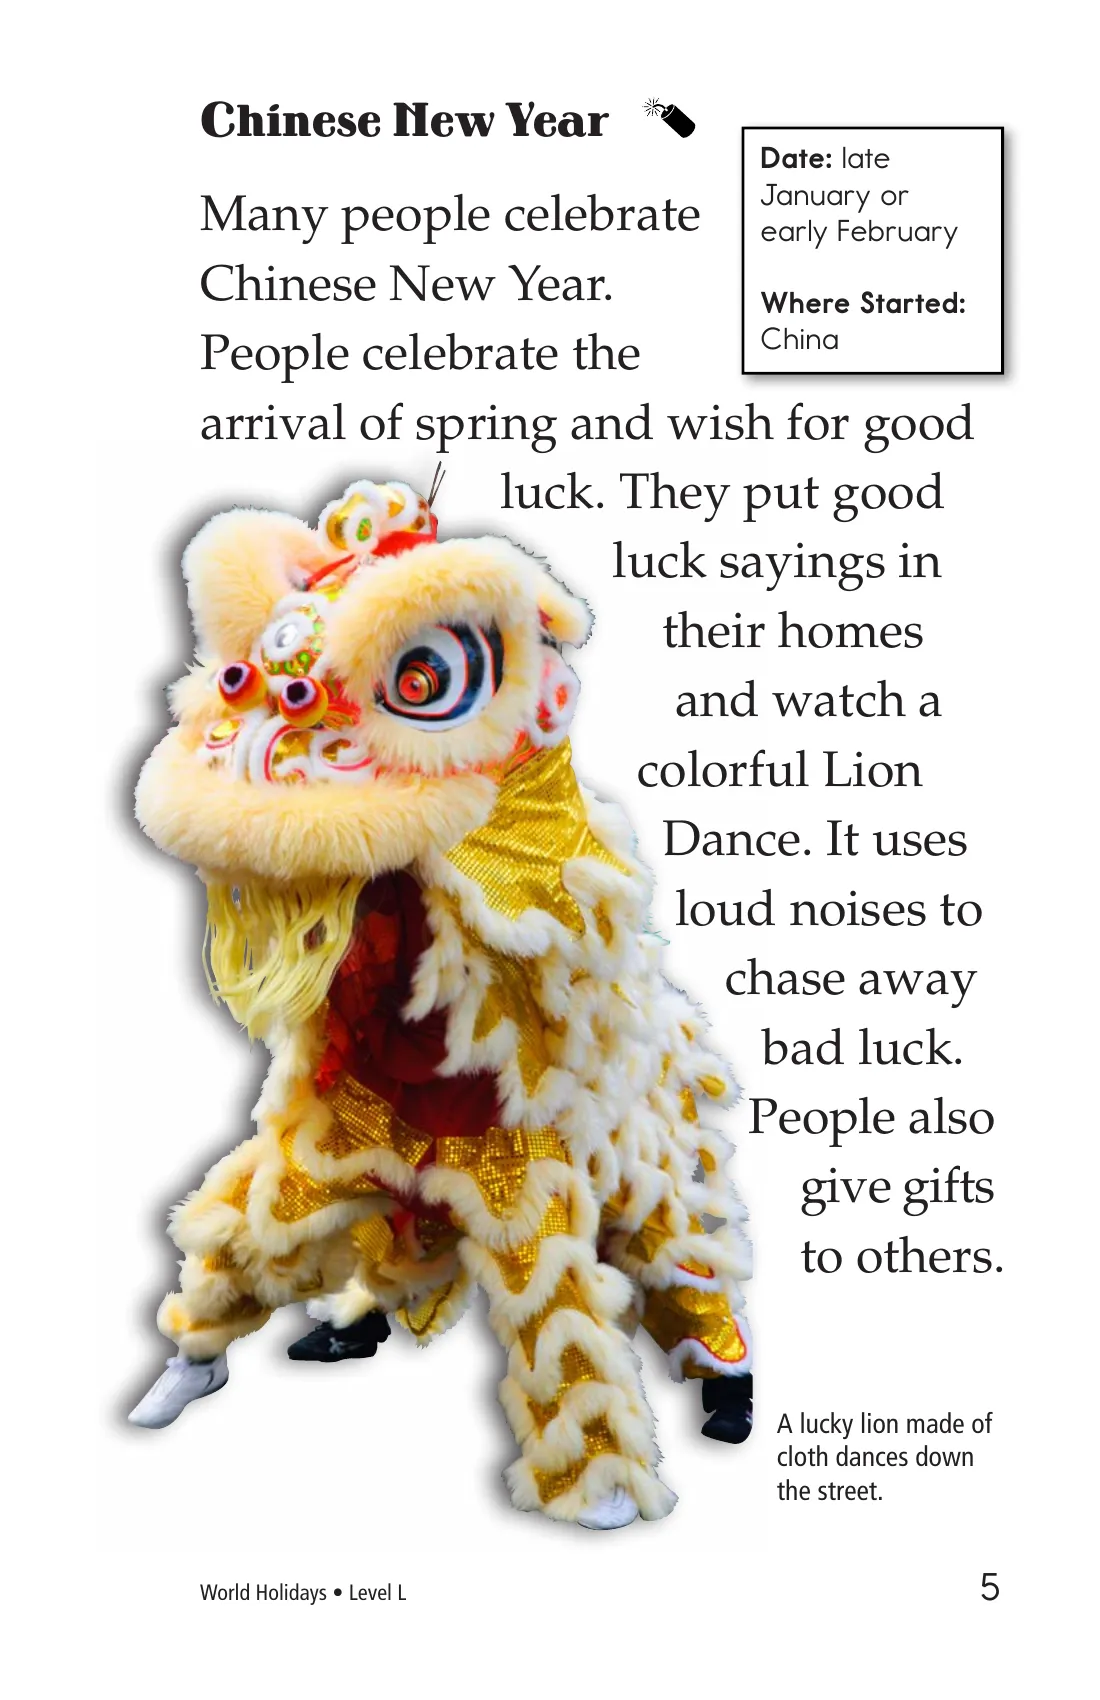 Chinese New Year
Date: late
January or
early February
Where Started:
China
Many people celebrate
Chinese New Year.
People celebrate the
arrival of spring and wish for good
luck. They put good
luck sayings in
their homes
and watch a
colorful Lion
Dance. It uses
loud noises to
chase away
bad luck.
People also
give gifts
to others.
A lucky lion made of
cloth dances down
the street.
World Holidays • Level L
5